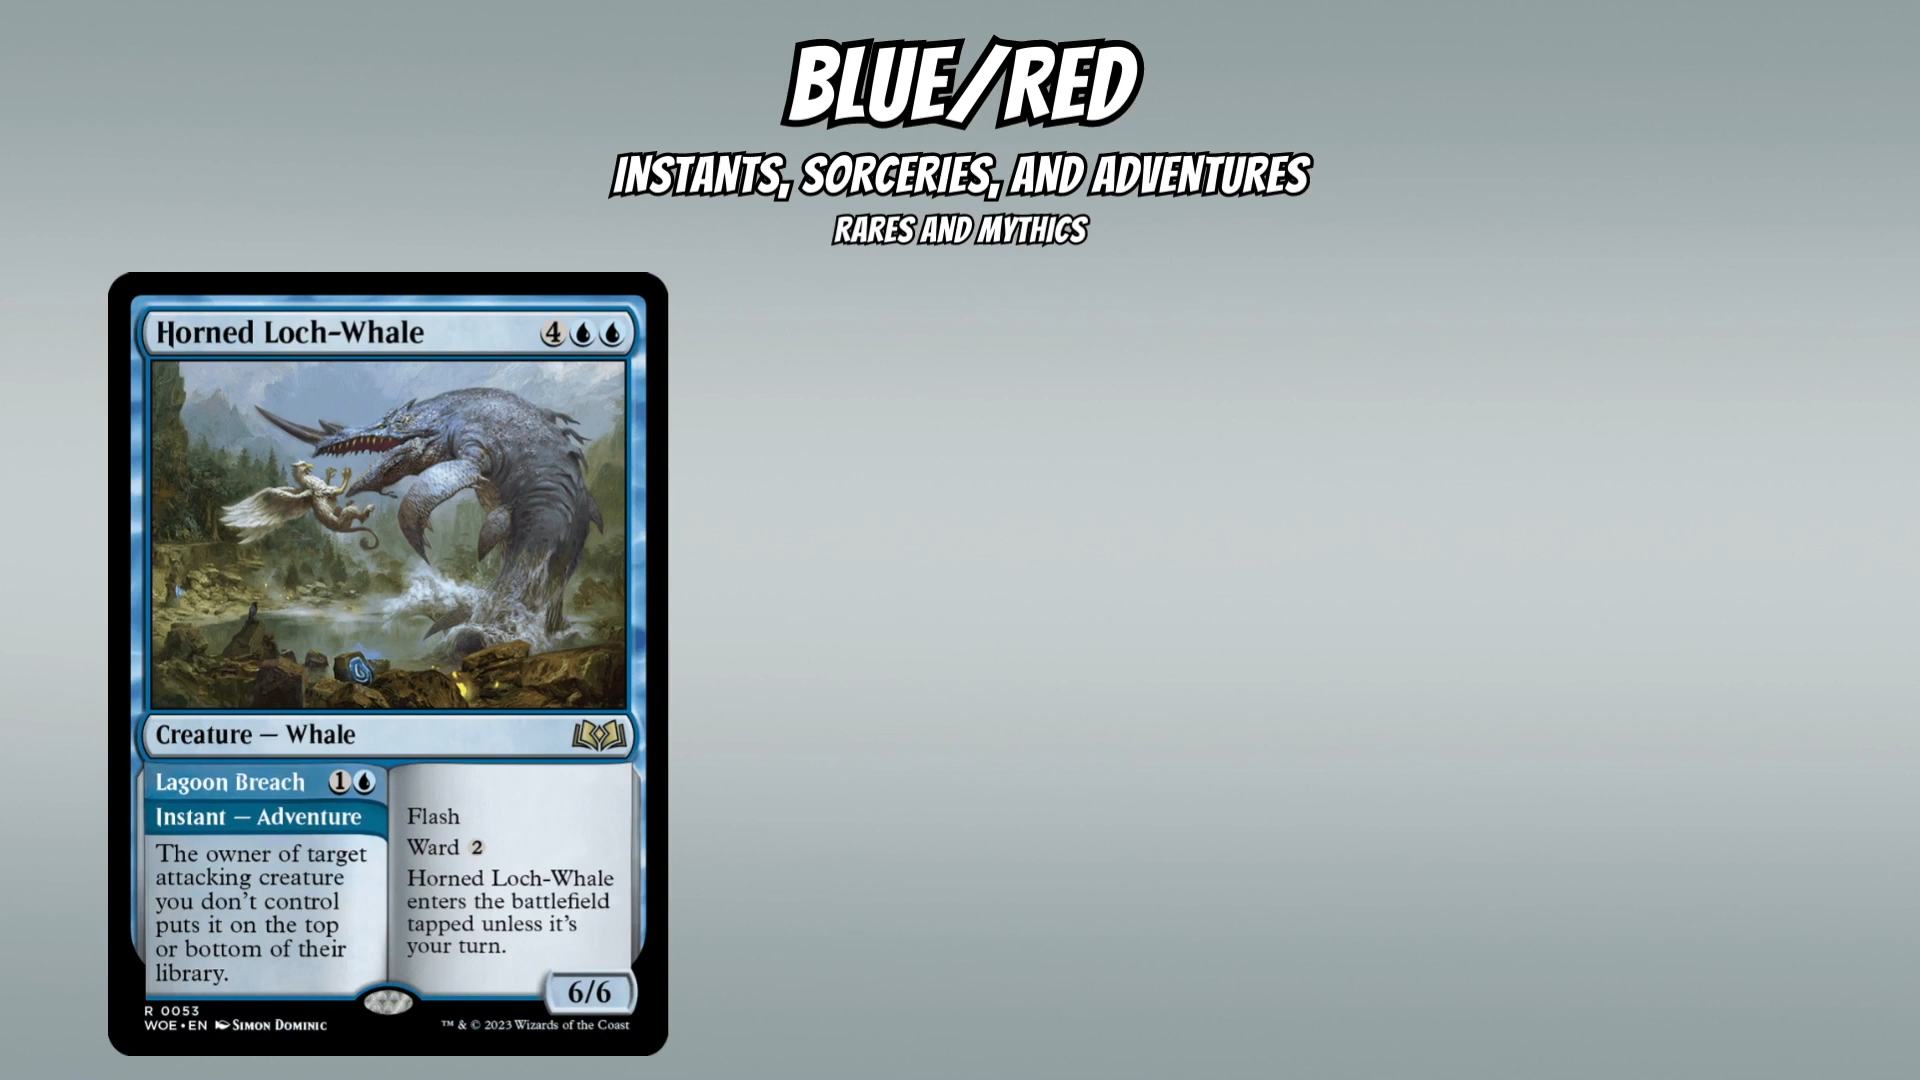 BLUE/RED
INSTANTS, SORCERIES, AND ADVENTURES
RARES AND MYTHICS
Horned Loch-Whale 4
Creature — Whale
Lagoon Breach 1
Instant — Adventure
The owner of target
attacking creature
you don't control
puts it on the top
or bottom of their
library.
Flash
Ward 2
Horned Loch-Whale
enters the battlefield
tapped unless it's
your turn.
6/6
R 0053
WOE • EN Simon Dominic
™ & © 2023 Wizards of the Coast